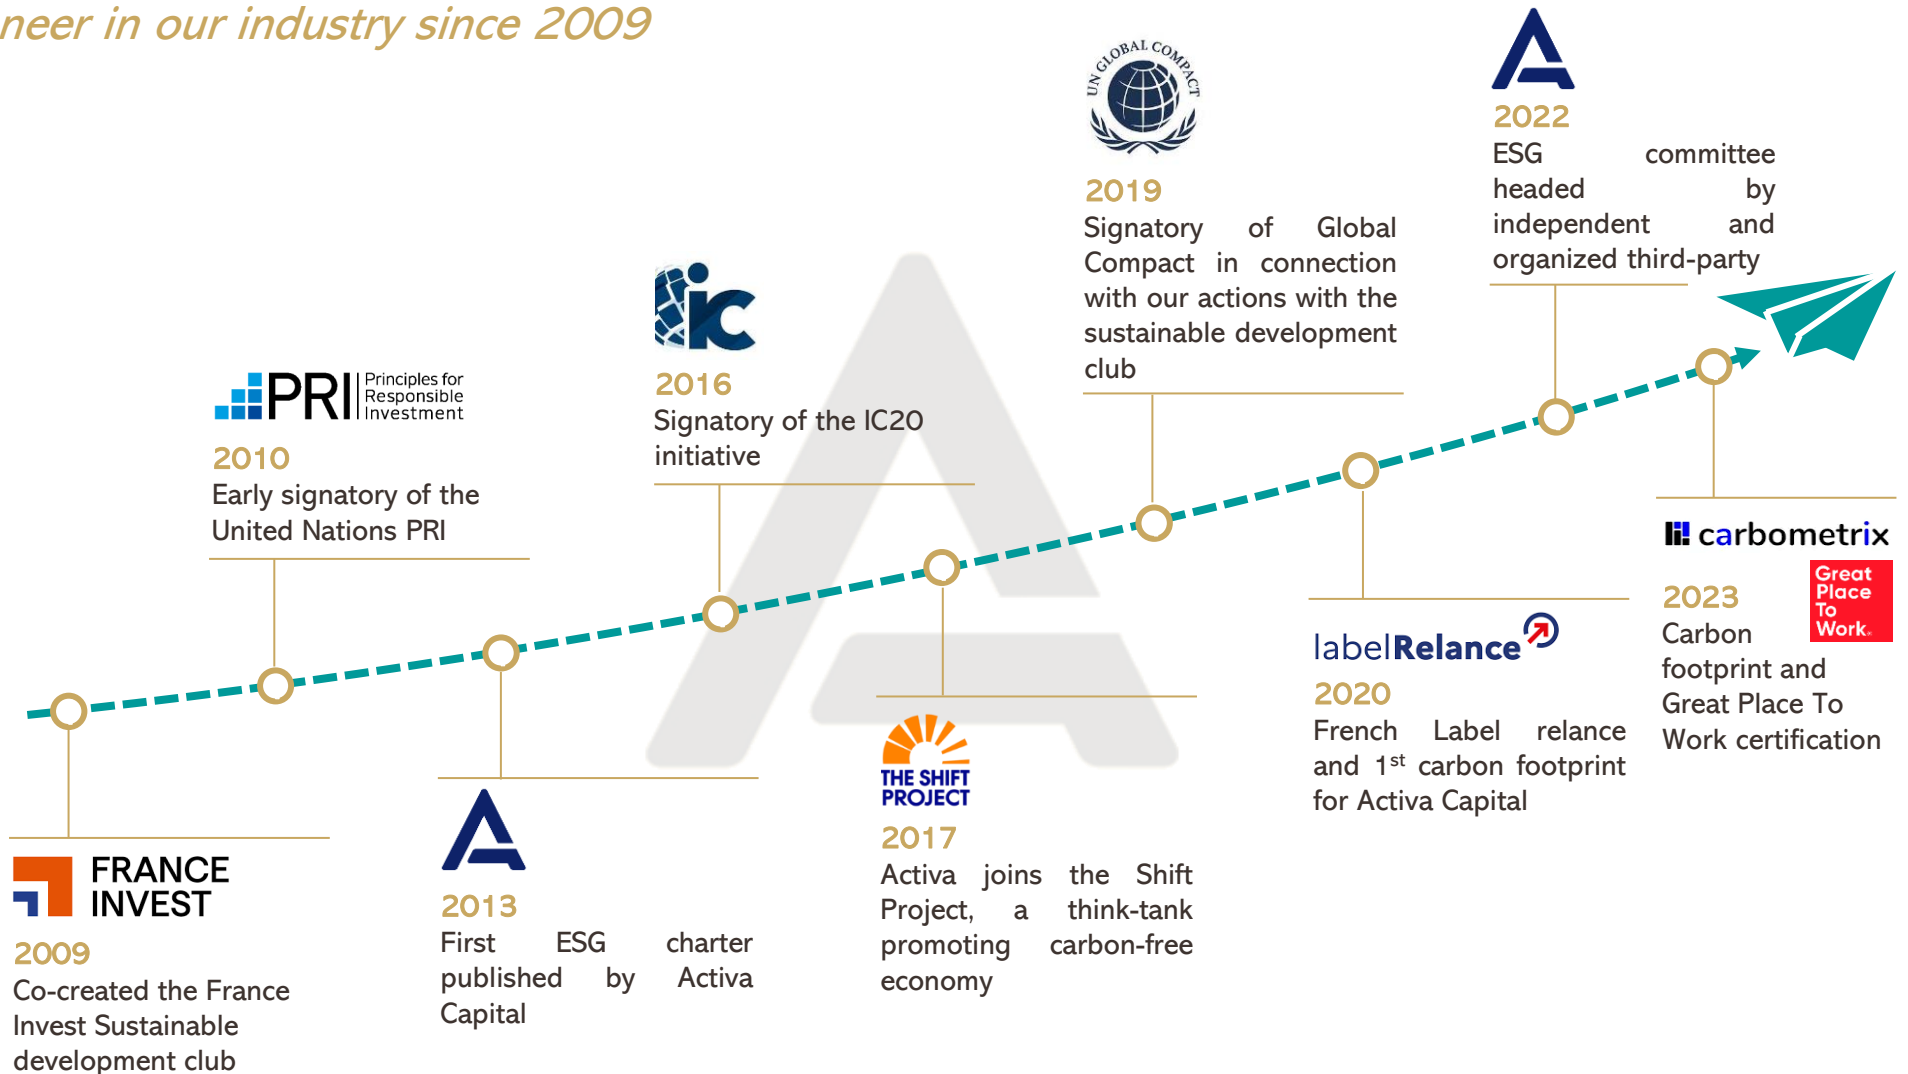 neer in our industry since 2009
FRANCE
INVEST
2009
Co-created the France
Invest Sustainable
development club
PRI
Principles for
Responsible
Investment
2010
Early signatory of the
United Nations PRI
2013
First ESG charter
published by Activa
Capital
ic
2016
Signatory of the IC20
initiative
THE SHIFT
PROJECT
2017
Activa joins the Shift
Project, a think-tank
promoting carbon-free
economy
UN GLOBAL COMPACT
2019
Signatory of Global
Compact in connection
with our actions with the
sustainable development
club
labelRelance
2020
French Label relance
and 1st carbon footprint
for Activa Capital
2022
ESG committee
headed by
independent and
organized third-party
carbometrix
Great
Place
To
Work.
2023
Carbon
footprint and
Great Place To
Work certification